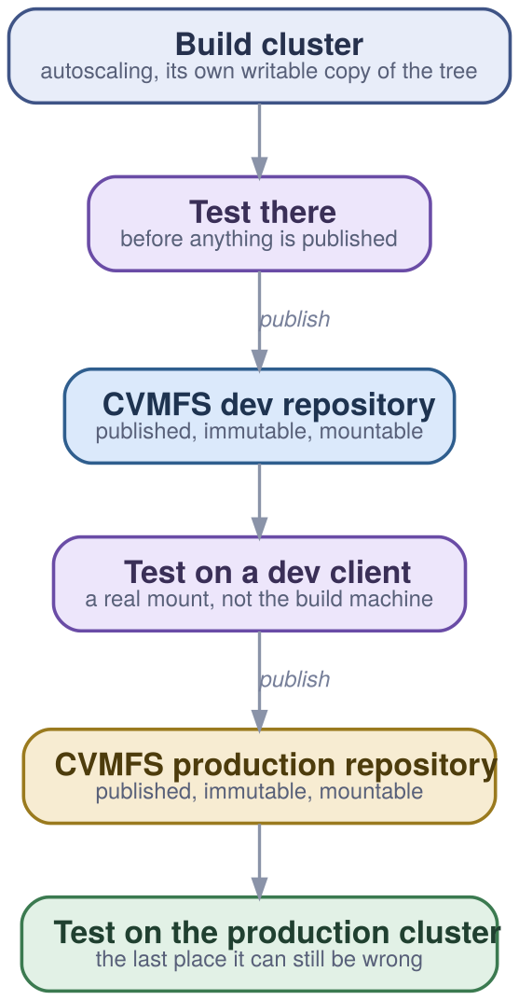 Build cluster
autoscaling, its own writable copy of the tree
Test there
before anything is published
publish
CVMFS dev repository
published, immutable, mountable
Test on a dev client
a real mount, not the build machine
publish
CVMFS production repository
published, immutable, mountable
Test on the production cluster
the last place it can still be wrong